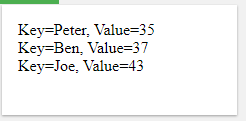 Key=Peter, Value=35
Key=Ben, Value=37
Key=Joe, Value=43